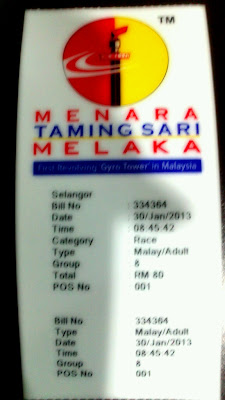 TM
MENARA
TAMING SARI
MELAKA
First Revolving 'Gyro Tower' in Malaysia
Selangor
Bill No : 334364
Date : 30/Jan/2013
Time : 08:45:42
Category : Race
Type : Malay/Adult
Group : 8
Total : RM 80
POS No : 001
Bill No : 334364
Type : Malay/Adult
Date : 30/Jan/2013
Time : 08:45:42
Group : 8
POS No : 001